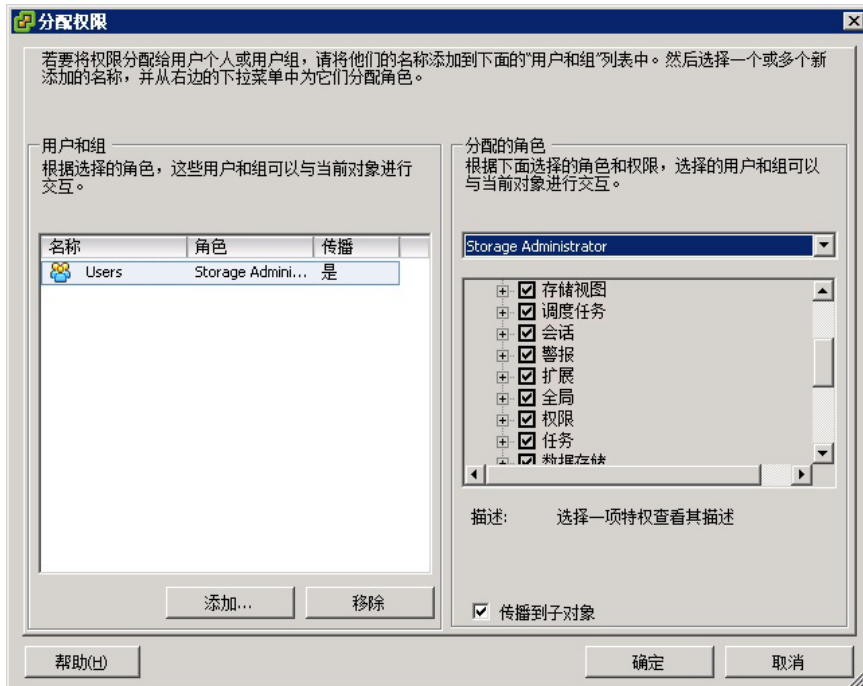 分配权限
若要将权限分配给用户个人或用户组，请将他们的名称添加到下面的"用户和组"列表中。然后选择一个或多个新
添加的名称，并从右边的下拉菜单中为它们分配角色。
用户和组
根据选择的角色，这些用户和组可以与当前对象进行
交互。
名称 角色 传播
Users Storage Admini... 是
添加... 移除
分配的角色
根据下面选择的角色和权限，选择的用户和组可以
与当前对象进行交互。
Storage Administrator
存储视图
调度任务
会话
警报
扩展
全局
权限
任务
数据存储
描述: 选择一项特权查看其描述
传播到子对象
帮助(H) 确定 取消